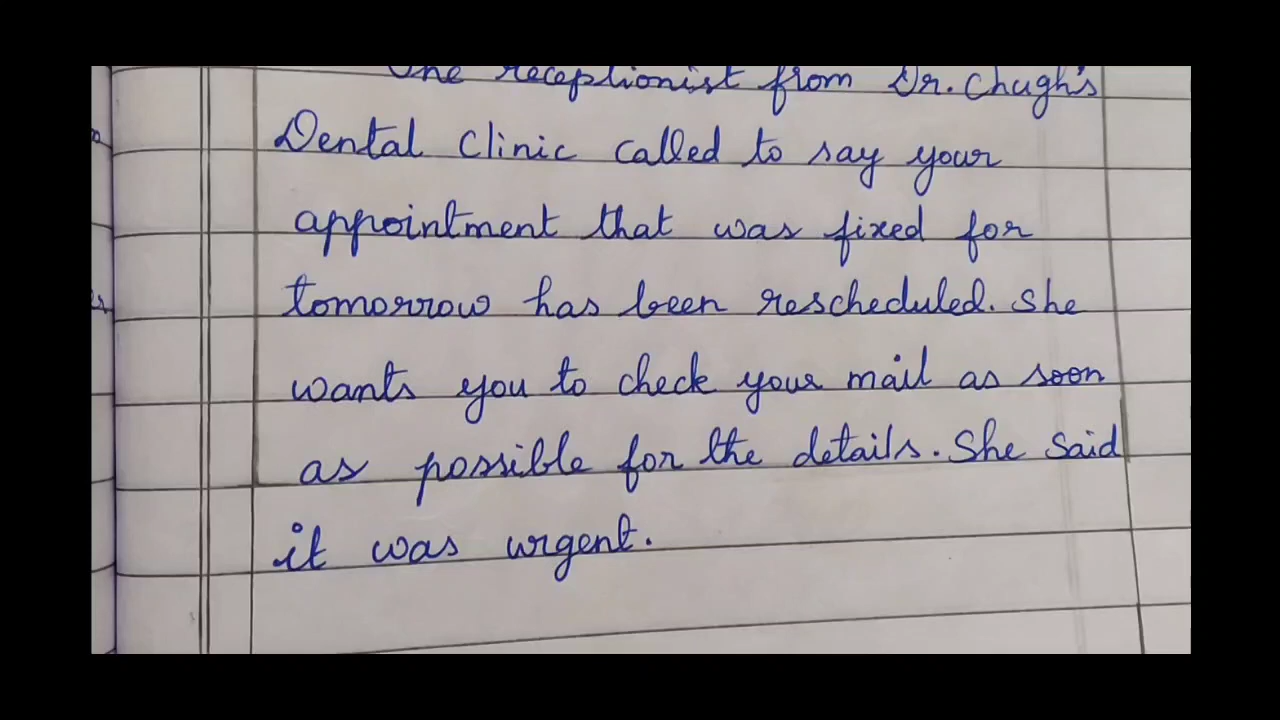 The receptionist from Dr. Chugh's
Dental Clinic called to say your
appointment that was fixed for
tomorrow has been rescheduled. She
wants you to check your mail as soon
as possible for the details. She said
it was urgent.